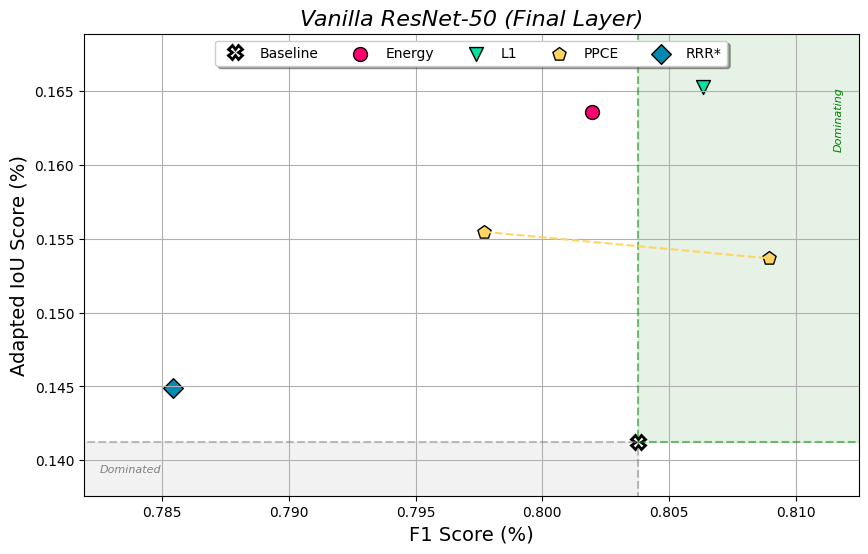 Vanilla ResNet-50 (Final Layer)
Baseline Energy L1 PPCE RRR*
Dominating
Adapted IoU Score (%)
0.165
0.160
0.155
0.150
0.145
0.140
Dominated
0.785 0.790 0.795 0.800 0.805 0.810
F1 Score (%)